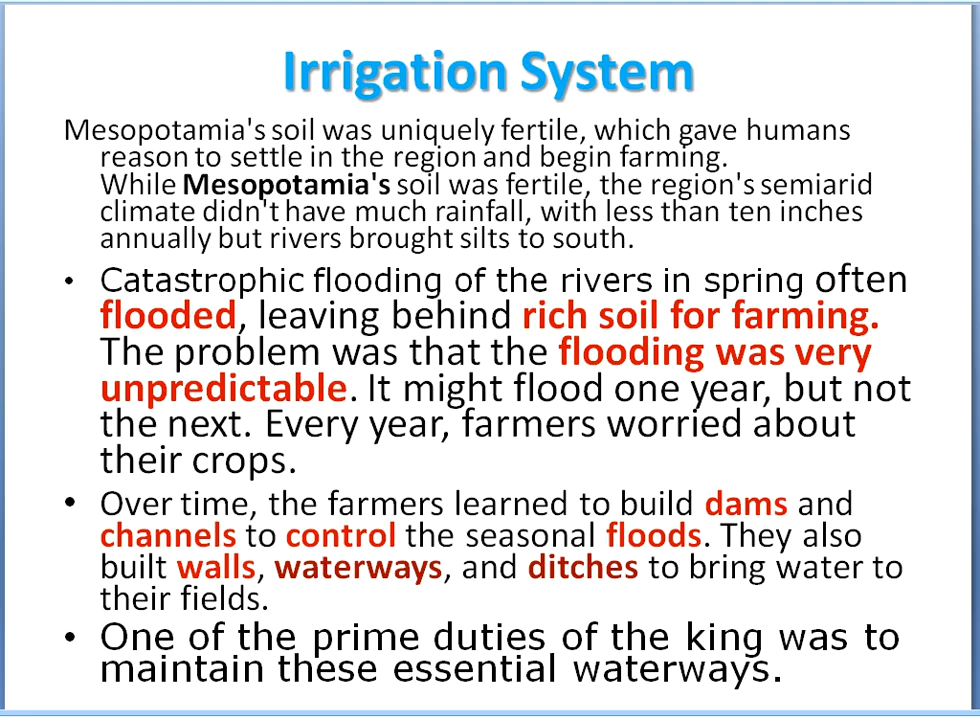 Irrigation System
Mesopotamia's soil was uniquely fertile, which gave humans
reason to settle in the region and begin farming.
While Mesopotamia's soil was fertile, the region's semiarid
climate didn't have much rainfall, with less than ten inches
annually but rivers brought silts to south.
• Catastrophic flooding of the rivers in spring often
flooded, leaving behind rich soil for farming.
The problem was that the flooding was very
unpredictable. It might flood one year, but not
the next. Every year, farmers worried about
their crops.
• Over time, the farmers learned to build dams and
channels to control the seasonal floods. They also
built walls, waterways, and ditches to bring water to
their fields.
• One of the prime duties of the king was to
maintain these essential waterways.